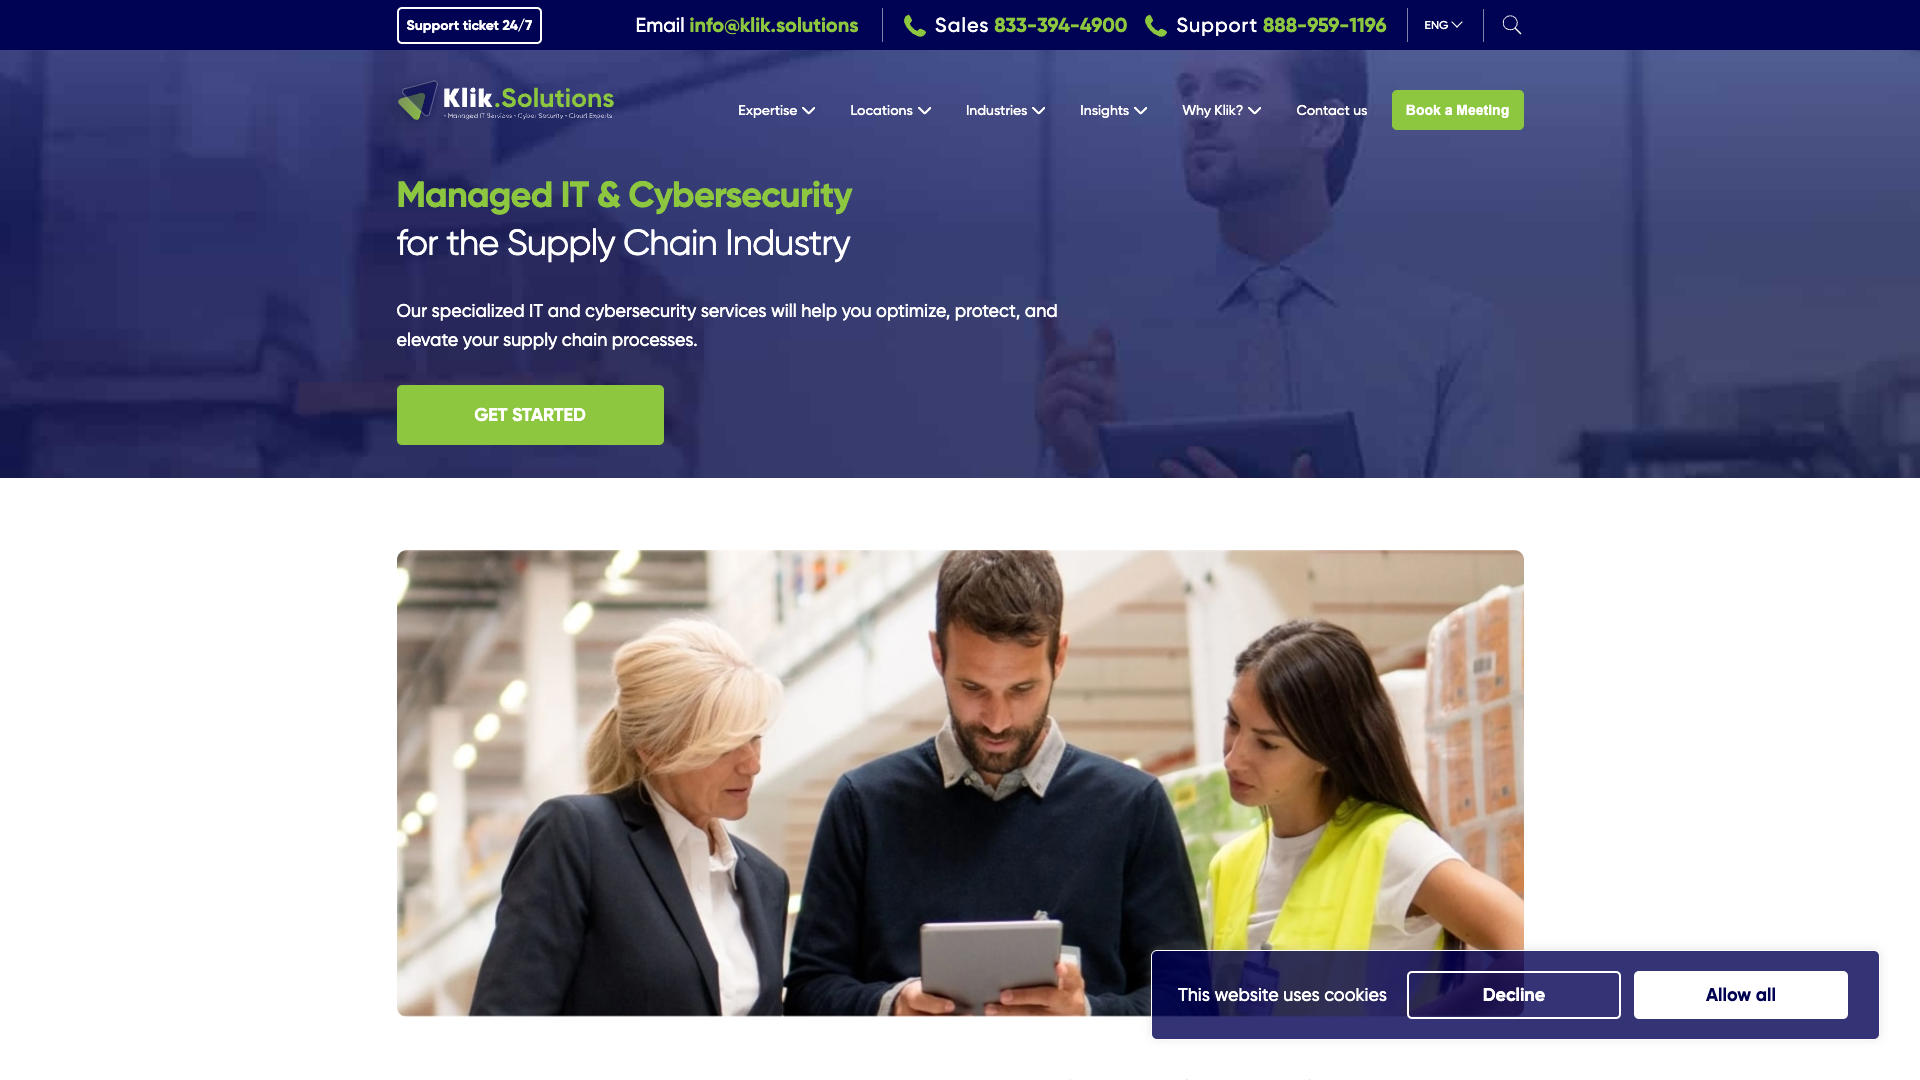 Support ticket 24/7
Email info@klik.solutions
Sales 833-394-4900
Support 888-959-1196
ENG
Klik.Solutions
• Managed IT Services • Cyber Security • Cloud Experts
Expertise
Locations
Industries
Insights
Why Klik?
Contact us
Book a Meeting
Managed IT & Cybersecurity
for the Supply Chain Industry
Our specialized IT and cybersecurity services will help you optimize, protect, and
elevate your supply chain processes.
GET STARTED
This website uses cookies
Decline
Allow all